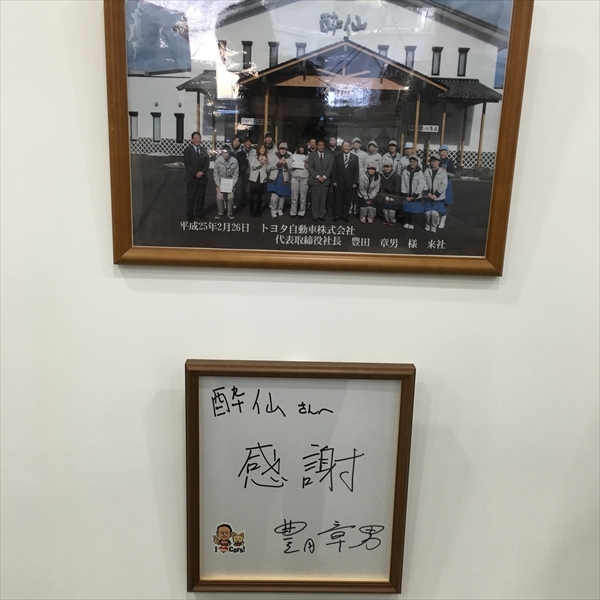 酔仙
平成25年2月26日 トヨタ自動車株式会社
代表取締役社長 豊田 章男 様 来社
酔仙さんへ
感謝
豊田章男
I Cars!